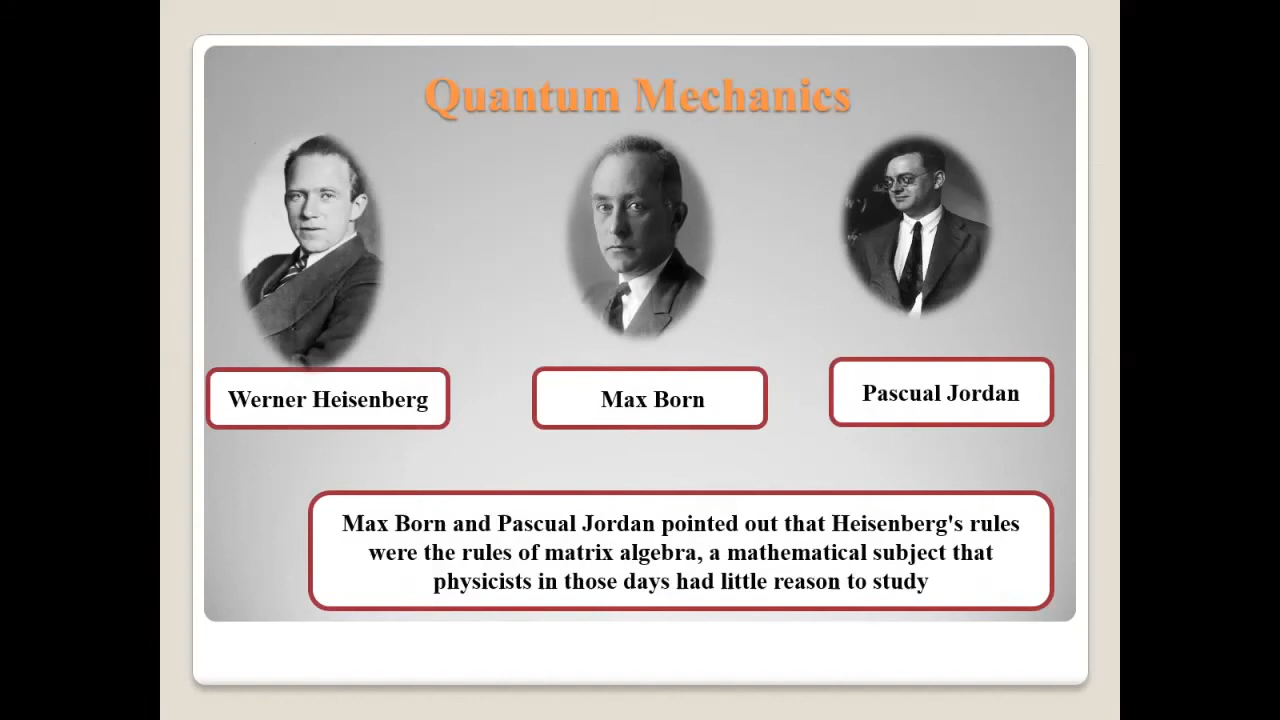 Quantum Mechanics
Werner Heisenberg
Max Born
Pascual Jordan
Max Born and Pascual Jordan pointed out that Heisenberg's rules
were the rules of matrix algebra, a mathematical subject that
physicists in those days had little reason to study